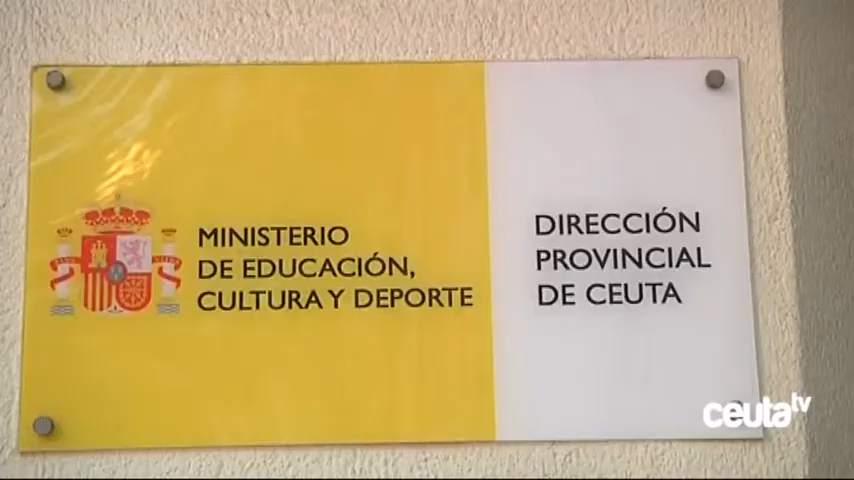 MINISTERIO
DE EDUCACIÓN,
CULTURA Y DEPORTE
DIRECCIÓN
PROVINCIAL
DE CEUTA
ceuta tv